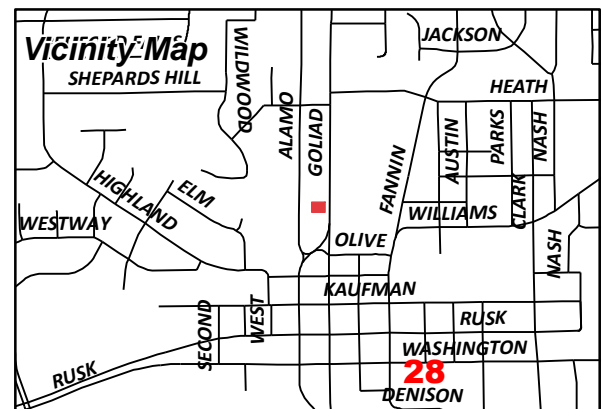 Vicinity Map
JACKSON
SHEPARDS HILL
WILDWOOD
HEATH
ALAMO
GOLIAD
FANNIN
AUSTIN
PARKS
NASH
HIGHLAND
ELM
CLARK
WESTWAY
WILLIAMS
OLIVE
NASH
KAUFMAN
SECOND
WEST
RUSK
WASHINGTON
RUSK
28
DENISON